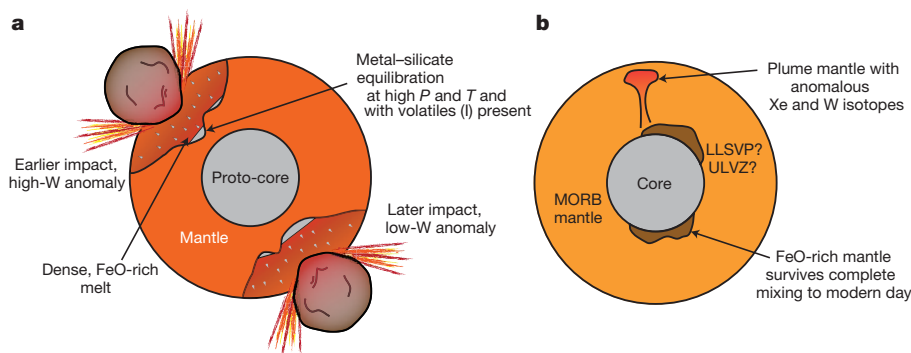 a
Metal–silicate
equilibration
at high P and T and
with volatiles (I) present
Earlier impact,
high-W anomaly
Proto-core
Later impact,
low-W anomaly
Mantle
Dense, FeO-rich
melt
b
Plume mantle with
anomalous
Xe and W isotopes
LLSVP?
ULVZ?
Core
MORB
mantle
FeO-rich mantle
survives complete
mixing to modern day